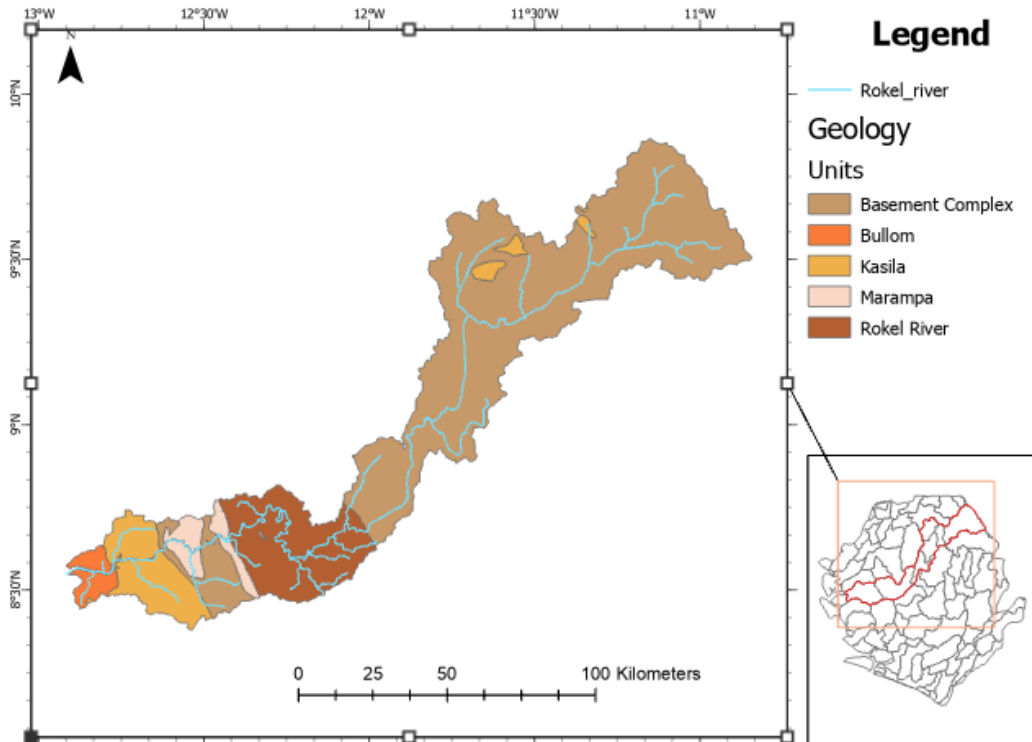 13°W 12°30'W 12°W 11°30'W 11°W
N
10°N
9°30'N
9°N
8°30'N
0 25 50 100 Kilometers
Legend
Rokel_river
Geology
Units
Basement Complex
Bullom
Kasila
Marampa
Rokel River